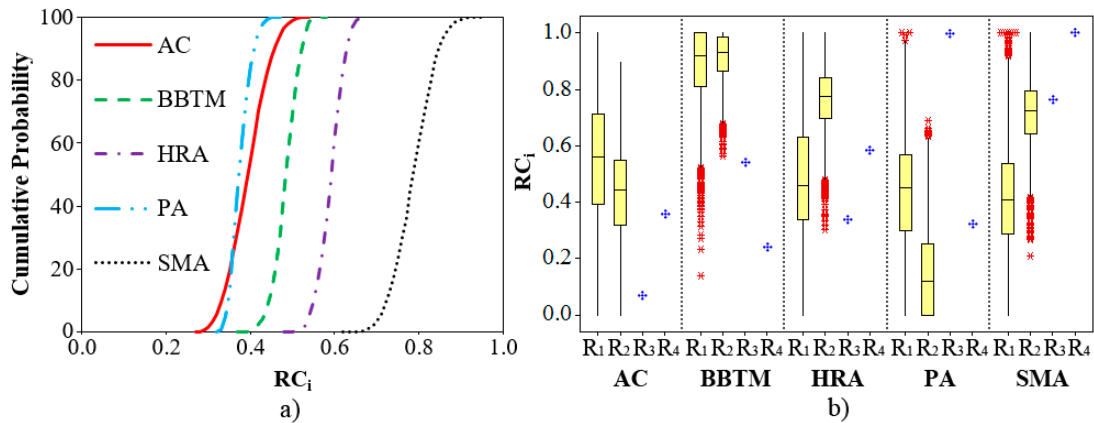 100
80
60
40
20
0
Cumulative Probability
AC
BBTM
HRA
PA
SMA
0.0 0.2 0.4 0.6 0.8 1.0
RCi
a)
1.0
0.8
0.6
0.4
0.2
0.0
RCi
R1 R2 R3 R4 R1 R2 R3 R4 R1 R2 R3 R4 R1 R2 R3 R4 R1 R2 R3 R4
AC BBTM HRA PA SMA
b)